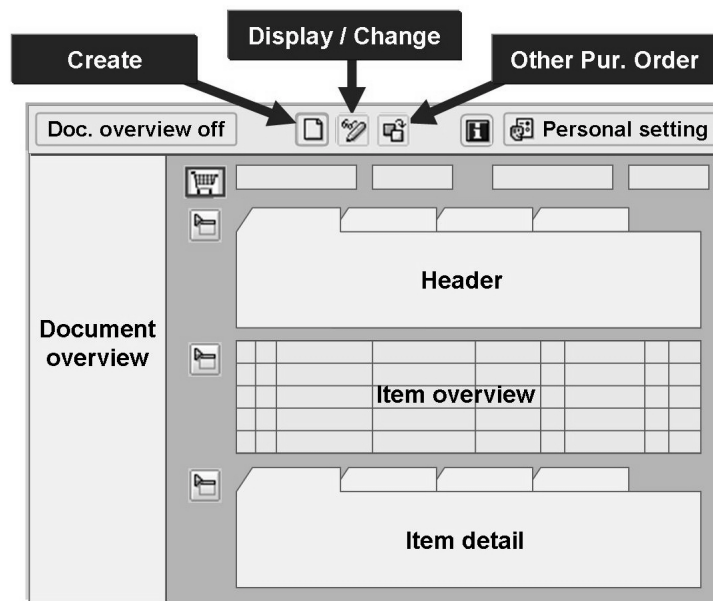 Display / Change
Create
Other Pur. Order
Doc. overview off
Personal setting
Header
Document
overview
Item overview
Item detail